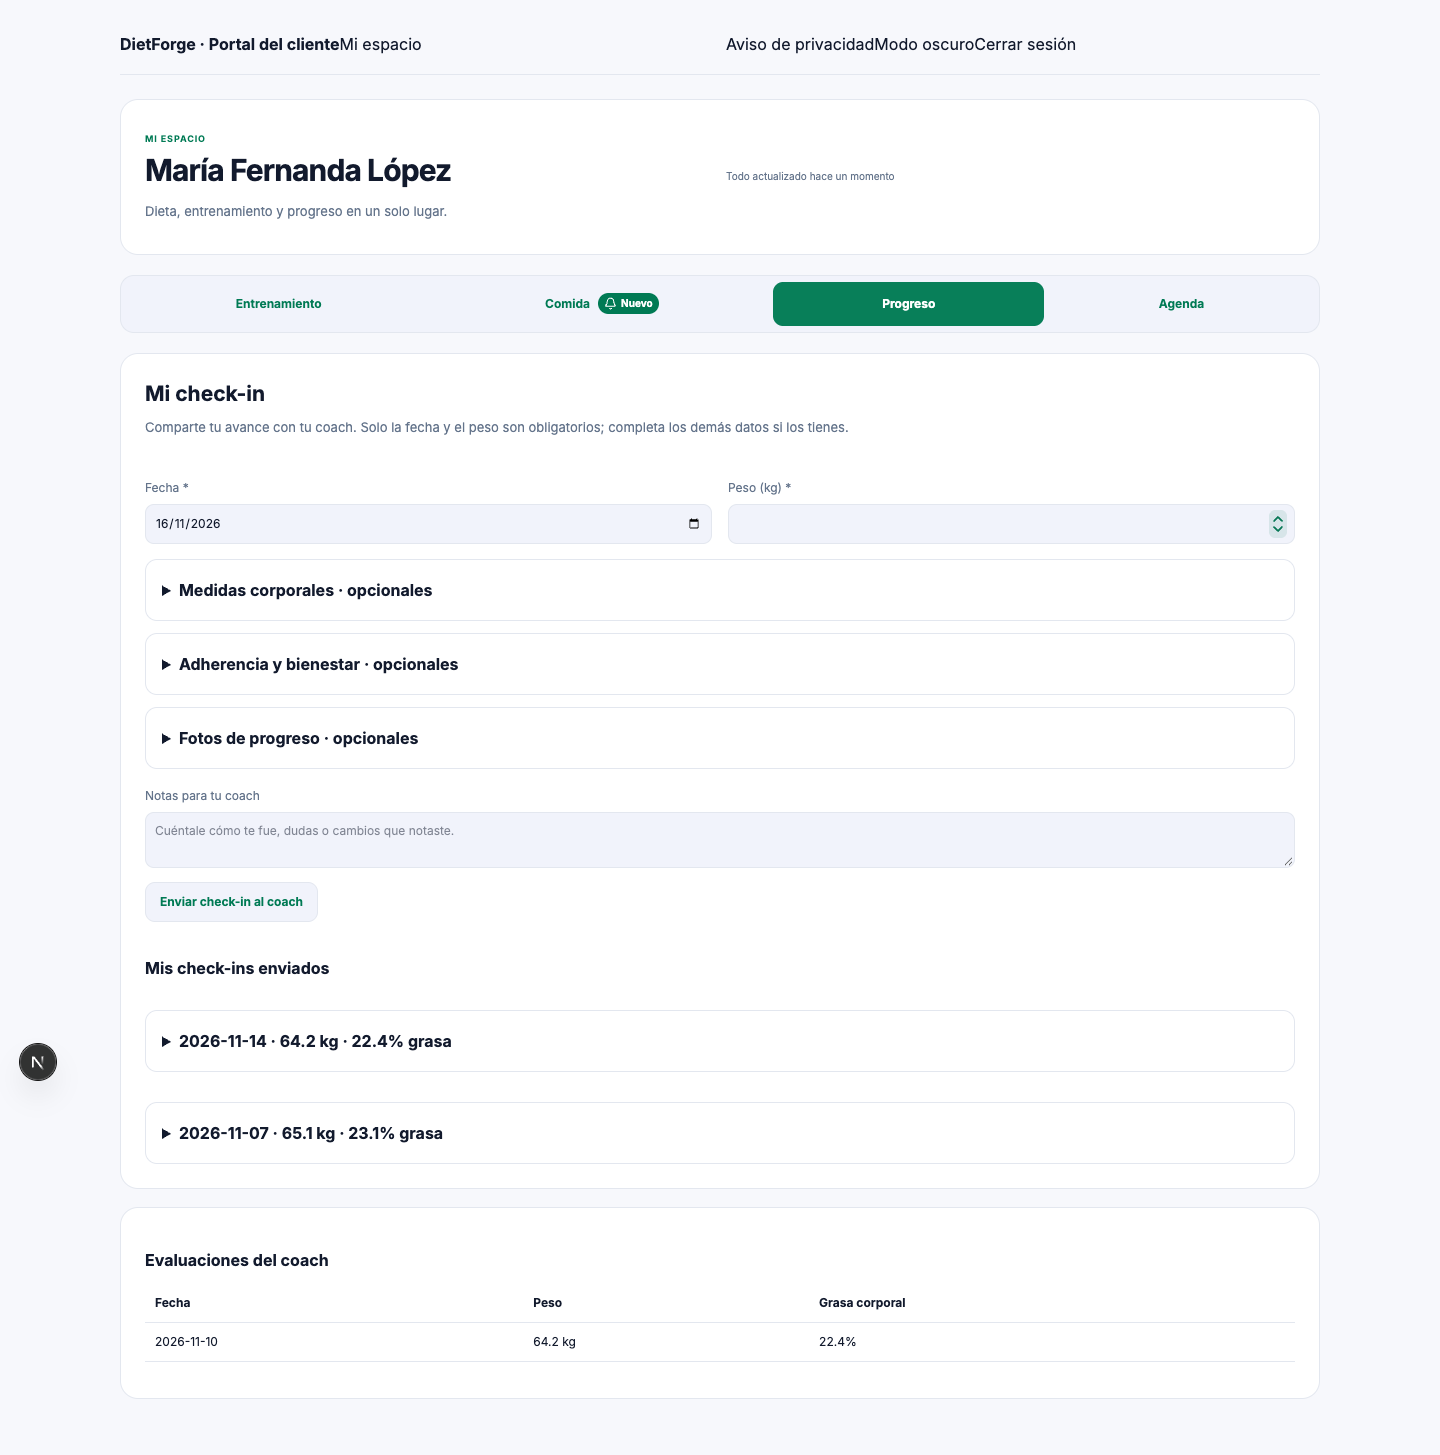 DietForge · Portal del clienteMi espacio
Aviso de privacidadModo oscuroCerrar sesión
MI ESPACIO
María Fernanda López
Todo actualizado hace un momento
Dieta, entrenamiento y progreso en un solo lugar.
Entrenamiento
Comida
Nuevo
Progreso
Agenda
Mi check-in
Comparte tu avance con tu coach. Solo la fecha y el peso son obligatorios; completa los demás datos si los tienes.
Fecha *
Peso (kg) *
16/11/2026
Medidas corporales · opcionales
Adherencia y bienestar · opcionales
Fotos de progreso · opcionales
Notas para tu coach
Cuéntale cómo te fue, dudas o cambios que notaste.
Enviar check-in al coach
Mis check-ins enviados
2026-11-14 · 64.2 kg · 22.4% grasa
N
2026-11-07 · 65.1 kg · 23.1% grasa
Evaluaciones del coach
Fecha Peso Grasa corporal
2026-11-10 64.2 kg 22.4%